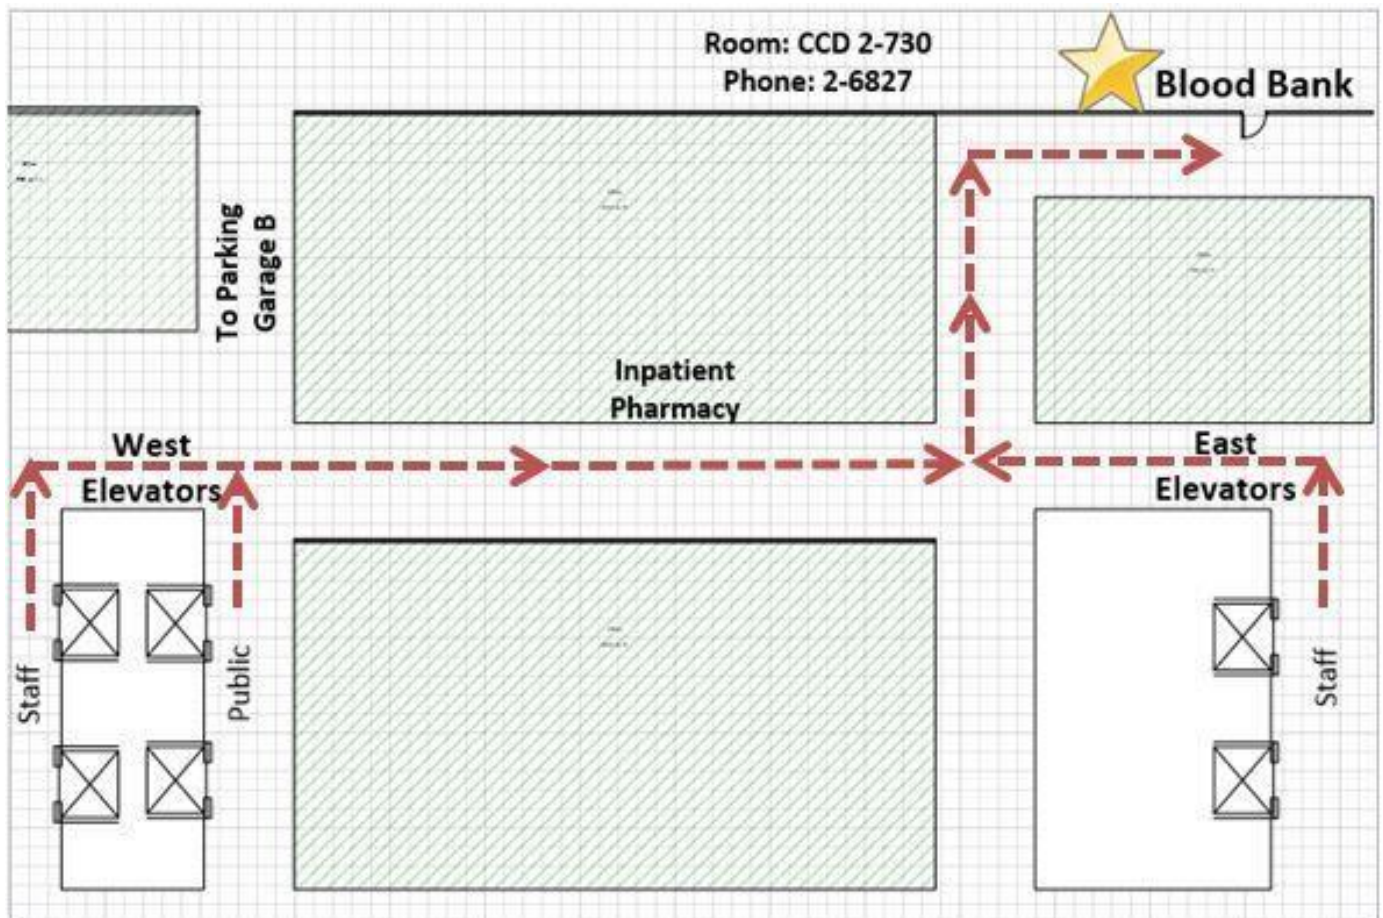 Room: CCD 2-730
Phone: 2-6827
Blood Bank
To Parking
Garage B
Inpatient
Pharmacy
West
Elevators
East
Elevators
Staff
Public
Staff